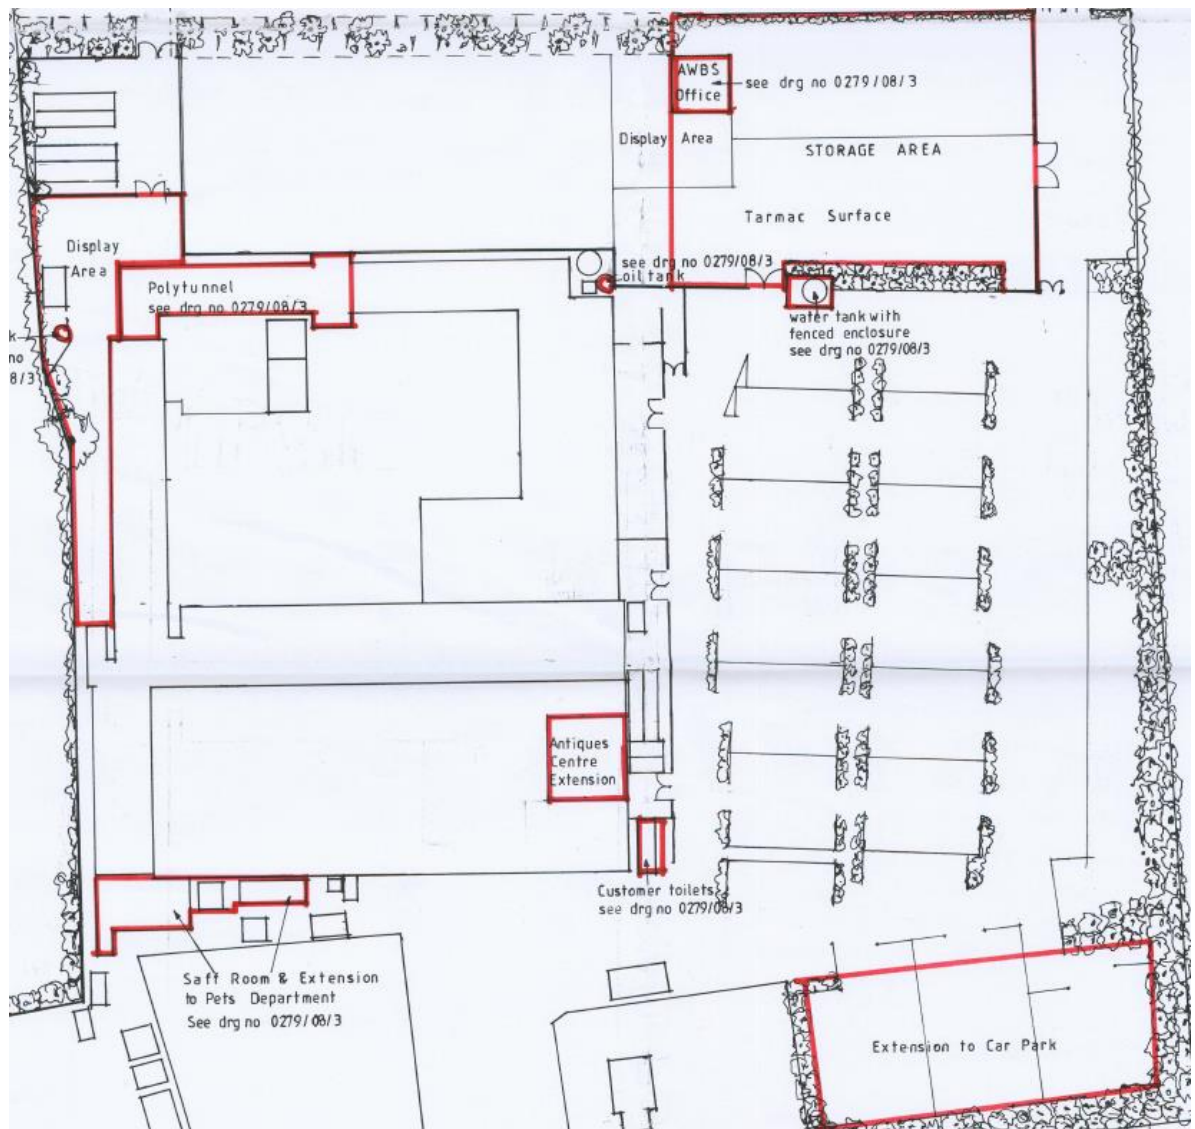 AWBS
Office
see drg no 0279/08/3
Display Area
STORAGE AREA
Tarmac Surface
Display
Area
see drg no 0279/08/3
oil tank
Polytunnel
see drg no 0279/08/3
water tank with
fenced enclosure
see drg no 0279/08/3
k
no
8/3
Antiques
Centre
Extension
Customer toilets
see drg no 0279/08/3
Saff Room & Extension
to Pets Department
See drg no 0279/08/3
Extension to Car Park